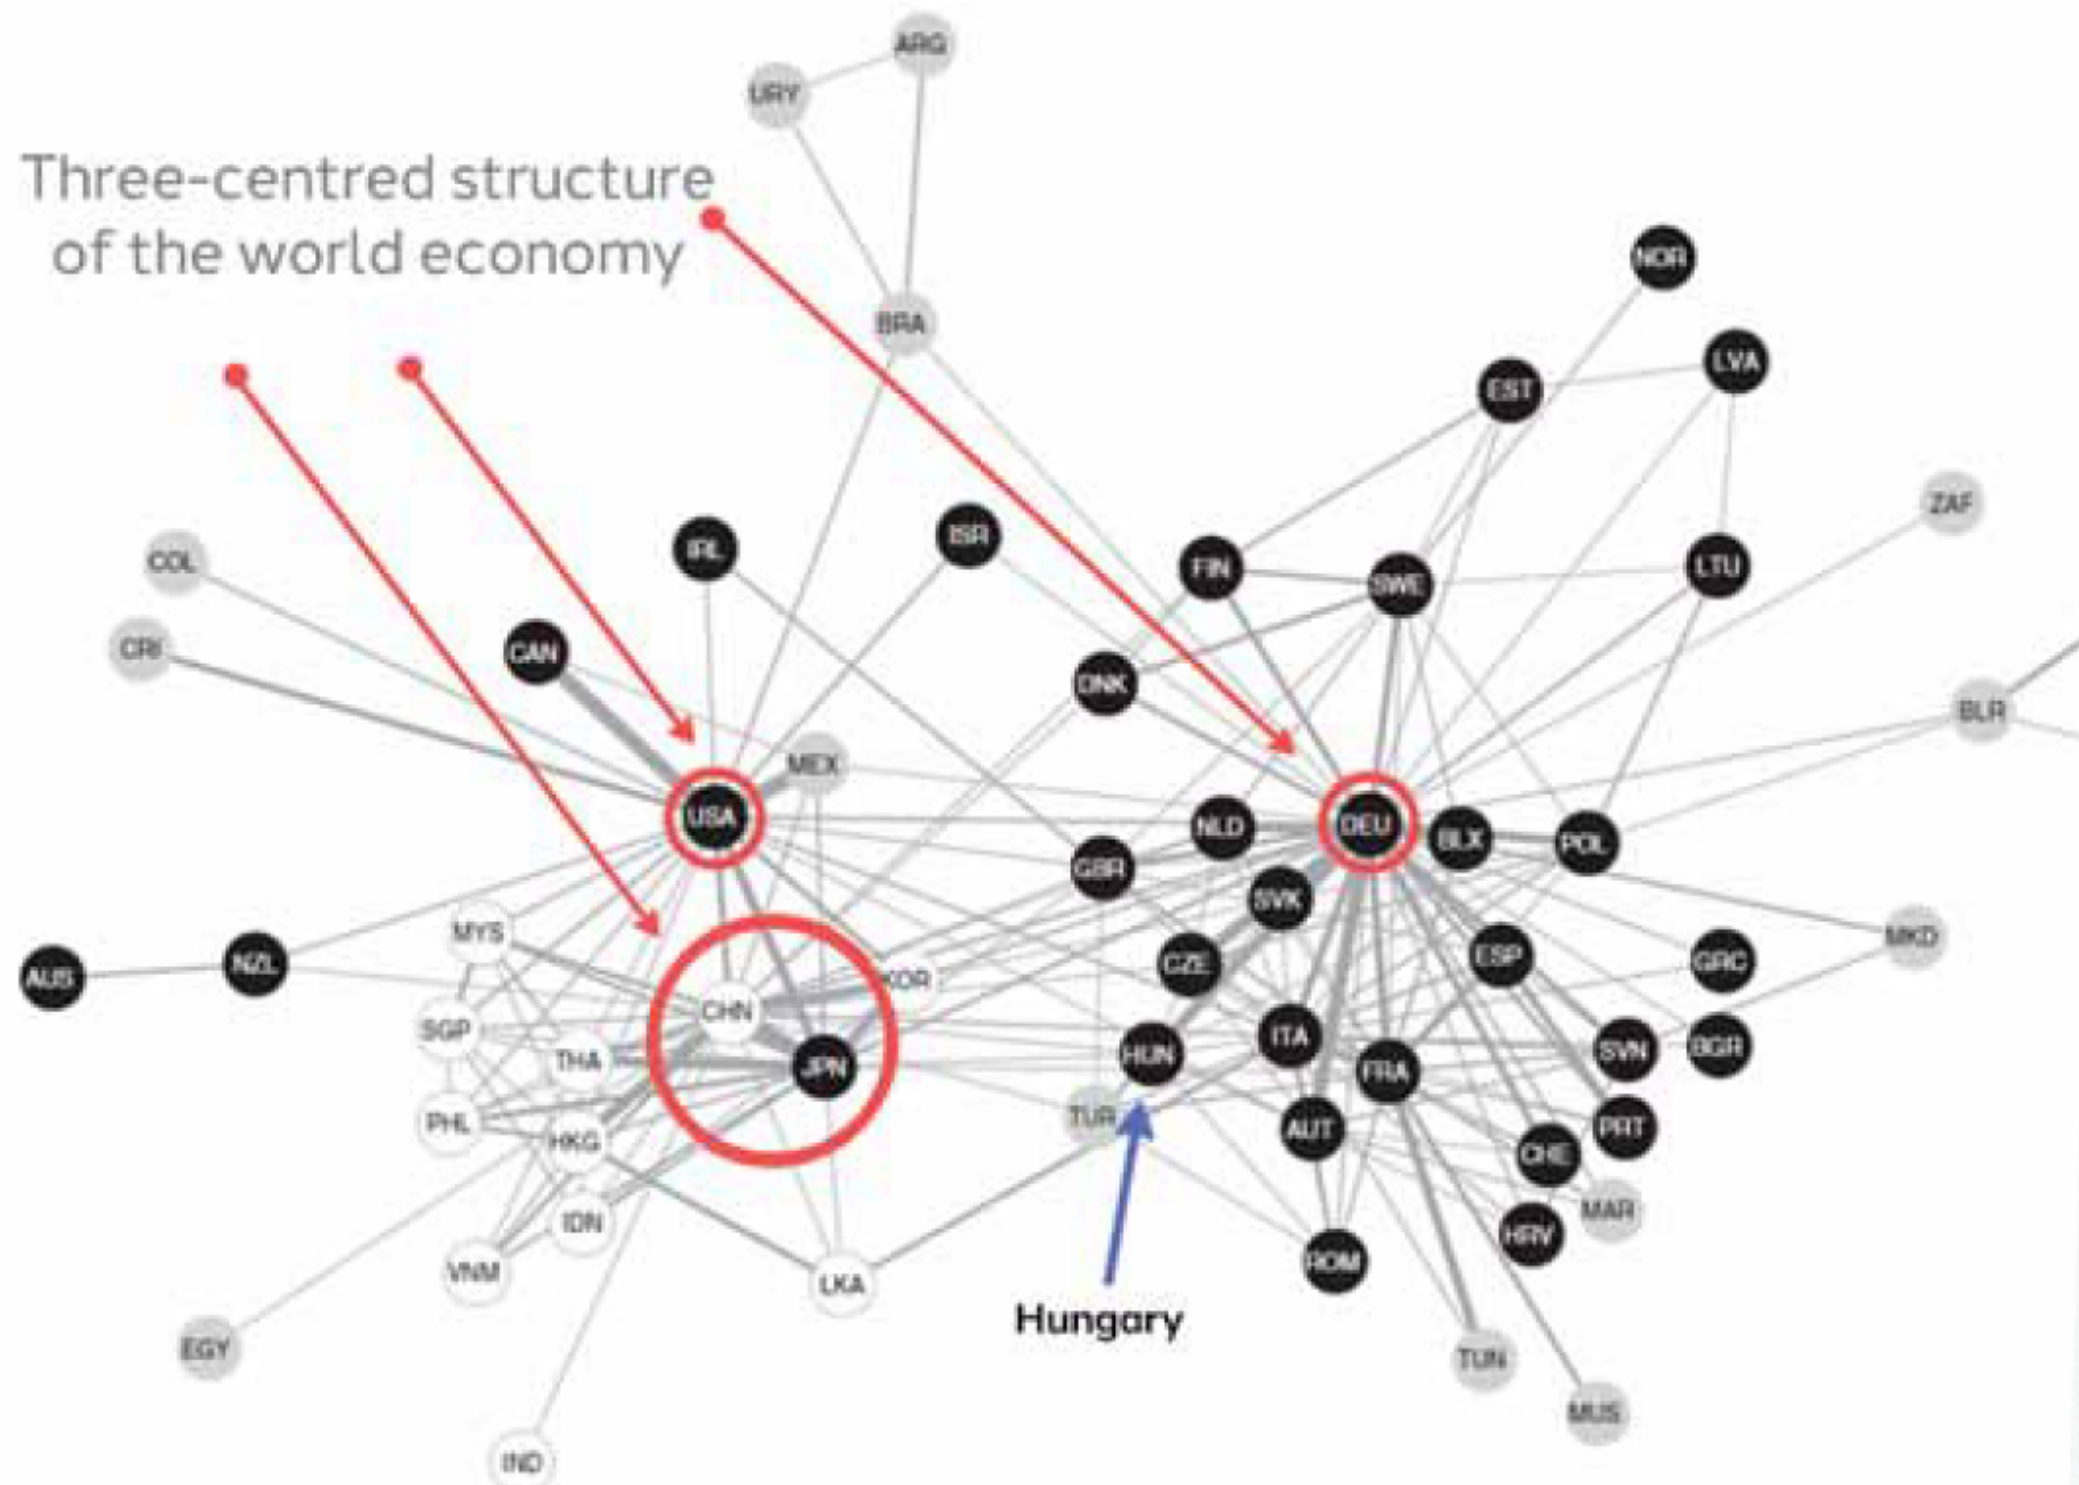 ARG
URY
Three-centred structure
of the world economy
NOR
BRA
LVA
EST
ZAF
ISR
IRL
COL
FIN
SWE
LTU
CRI
CAN
DNK
BLR
MEX
USA
NLD
DEU
BLX
POL
GBR
SVK
MYS
MKD
AUS
NZL
KOR
CZE
ESP
GRC
CHN
SGP
THA
JPN
HUN
ITA
FRA
SVN
BGR
PHL
HKG
TUR
AUT
PRT
CHE
IDN
MAR
HRV
VNM
LKA
ROM
Hungary
EGY
TUN
MUS
IND